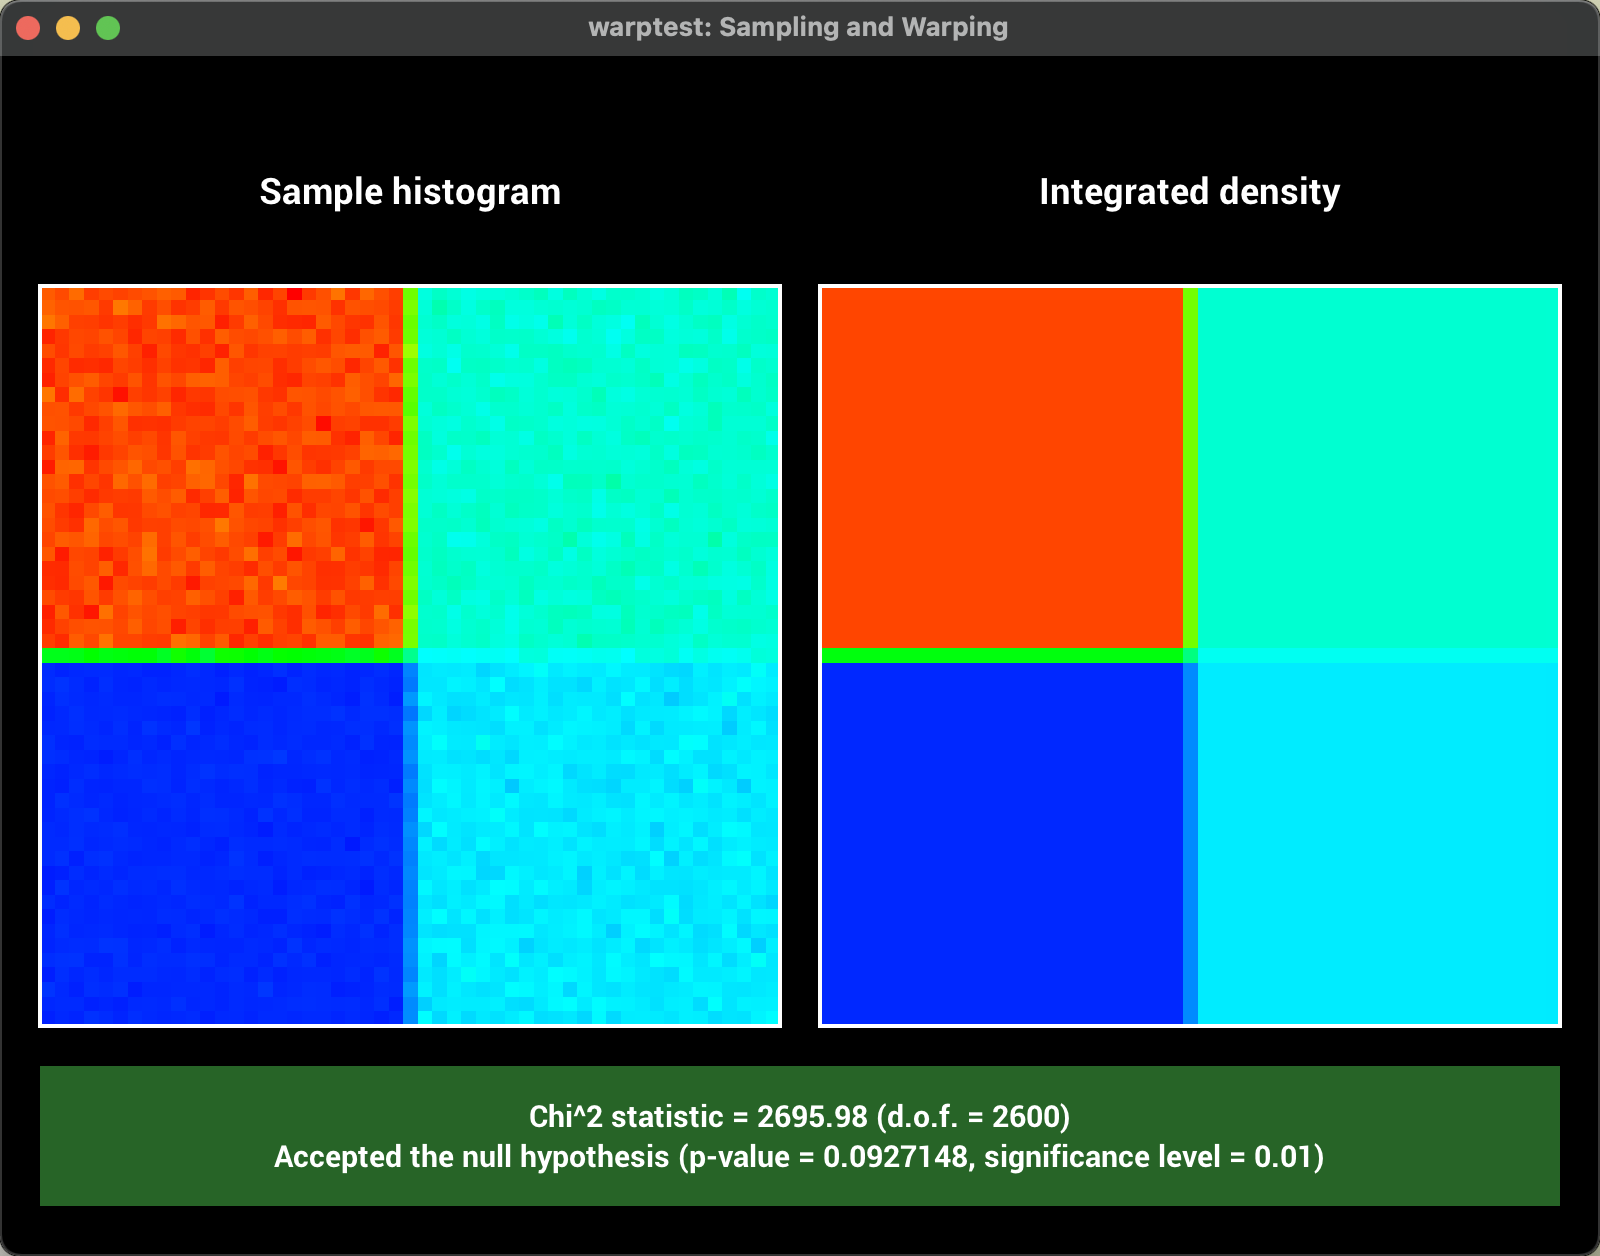 warptest: Sampling and Warping
Sample histogram
Integrated density
Chi^2 statistic = 2695.98 (d.o.f. = 2600)
Accepted the null hypothesis (p-value = 0.0927148, significance level = 0.01)